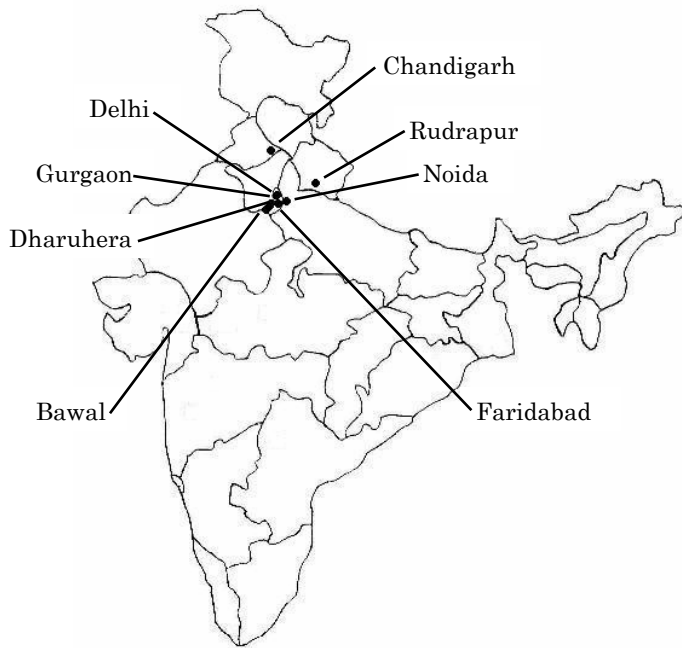 Chandigarh
Delhi
Rudrapur
Gurgaon
Noida
Dharuhera
Bawal
Faridabad